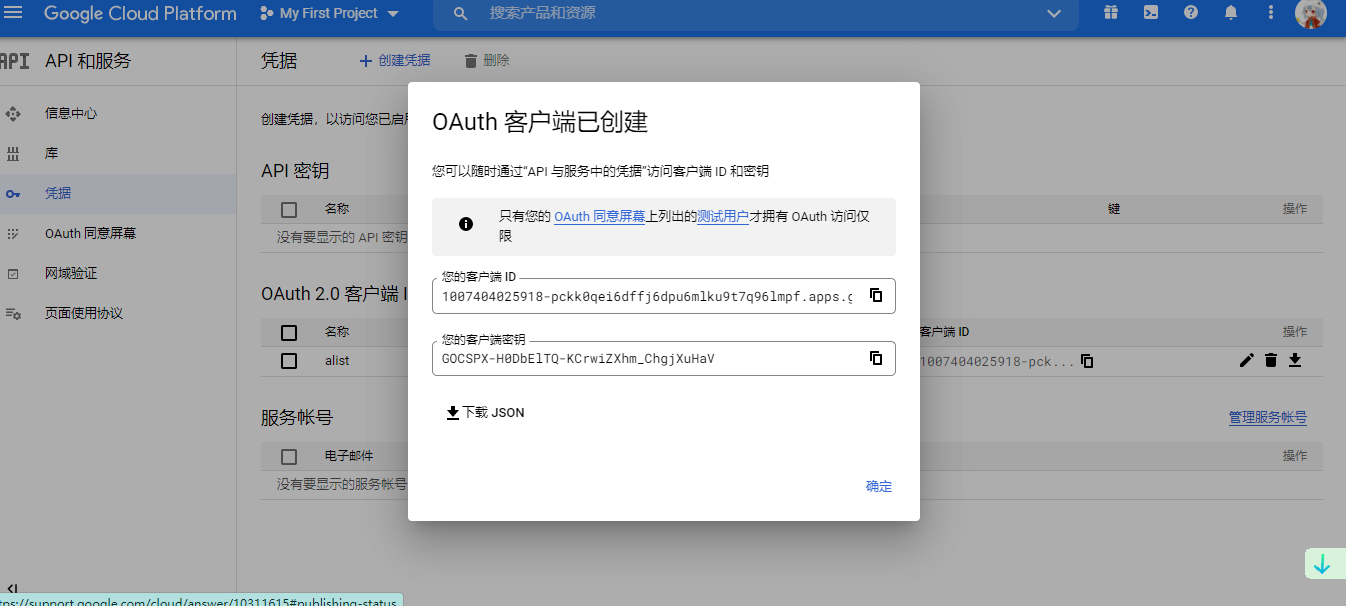 Google Cloud Platform
My First Project
搜索产品和资源
API
API 和服务
凭据
创建凭据
删除
信息中心
库
凭据
OAuth 同意屏幕
网域验证
页面使用协议
创建凭据，以访问您已启用
API 密钥
名称
键
操作
没有要显示的 API 密钥
OAuth 2.0 客户端 I
名称
客户端 ID
操作
alist
1007404025918-pck...
服务帐号
管理服务帐号
电子邮件
操作
没有要显示的服务帐号
OAuth 客户端已创建
您可以随时通过“API 与服务中的凭据”访问客户端 ID 和密钥
只有您的 OAuth 同意屏幕上列出的测试用户才拥有 OAuth 访问仅
限
您的客户端 ID
1007404025918-pckk0qei6dffj6dpu6mlku9t7q96lmpf.apps.g
您的客户端密钥
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
下载 JSON
确定
tps://support.google.com/cloud/answer/10311615#publishing-status